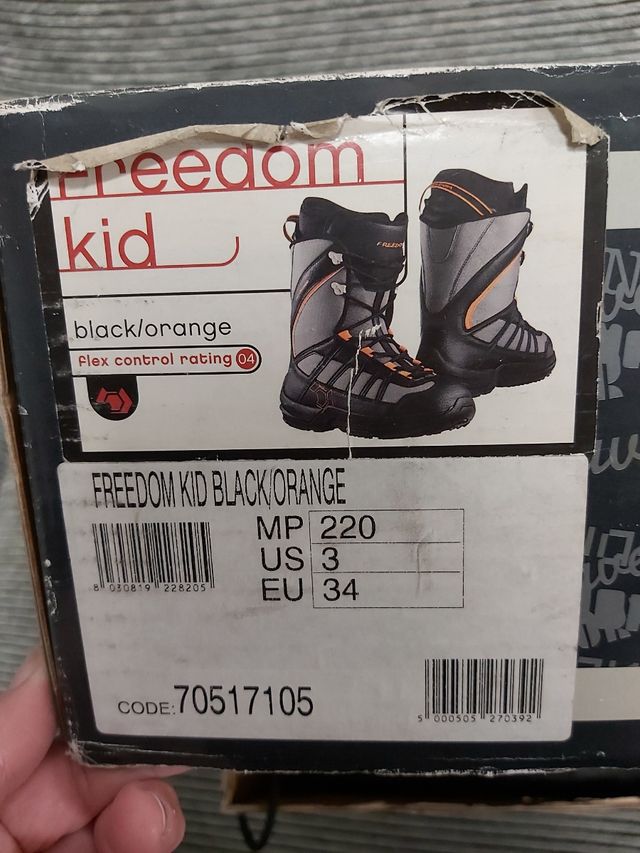 freedom
kid
black/orange
flex control rating 04
FREEDOM KID BLACK/ORANGE
MP 220
US 3
EU 34
8 030819 228205
CODE: 70517105
5 000505 270392